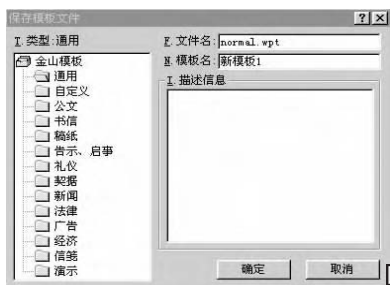 保存模板文件
T.类型:通用
F.文件名:normal.wpt
N.模板名:新模板1
I.描述信息
金山模板
通用
自定义
公文
书信
稿纸
告示、启事
礼仪
契据
新闻
法律
广告
经济
信笺
演示
确定
取消